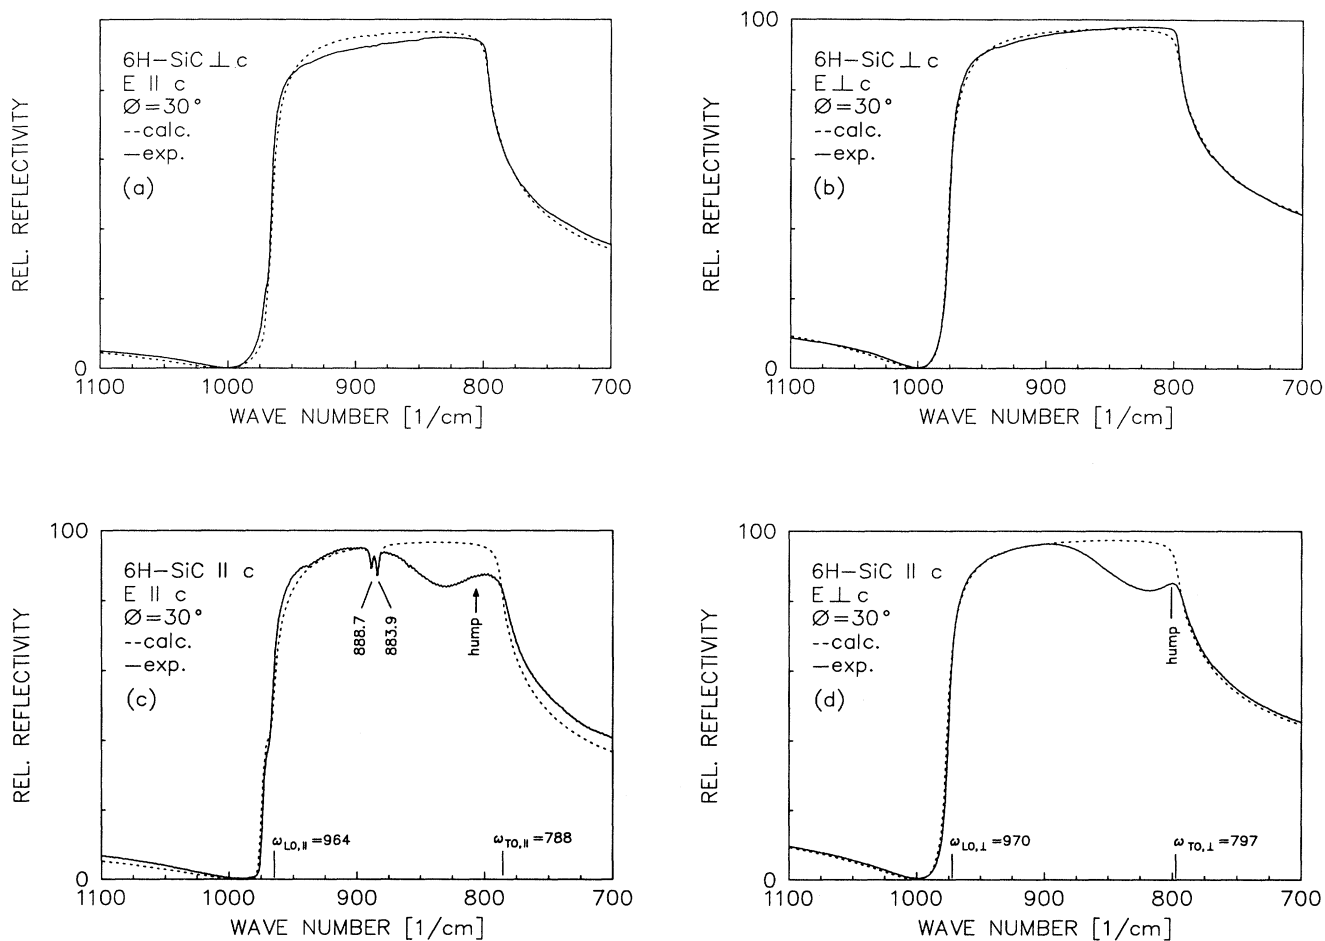 REL. REFLECTIVITY
6H-SiC ⊥ c
E || c
Ø=30°
--calc.
—exp.
(a)
0
1100 1000 900 800 700
WAVE NUMBER [1/cm]
REL. REFLECTIVITY
100
6H-SiC ⊥ c
E ⊥ c
Ø=30°
--calc.
—exp.
(b)
0
1100 1000 900 800 700
WAVE NUMBER [1/cm]
REL. REFLECTIVITY
100
6H-SiC || c
E || c
Ø=30°
--calc.
—exp.
(c)
888.7
883.9
hump
ωLO,|| =964
ωTO,|| =788
0
1100 1000 900 800 700
WAVE NUMBER [1/cm]
REL. REFLECTIVITY
100
6H-SiC || c
E ⊥ c
Ø=30°
--calc.
—exp.
(d)
hump
ωLO,⊥ =970
ωTO,⊥ =797
0
1100 1000 900 800 700
WAVE NUMBER [1/cm]